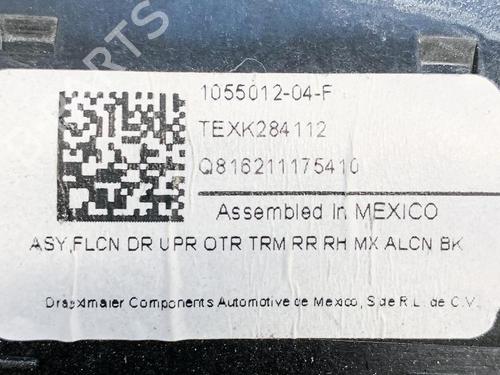 PARTS
1055012-04-F
TEXK284112
Q816211175410
Assembled In MEXICO
ASY,FLCN DR UPR OTR TRM RR RH MX ALCN BK
Draexlmaier Components Automotive de Mexico, S de R.L. de C.V.